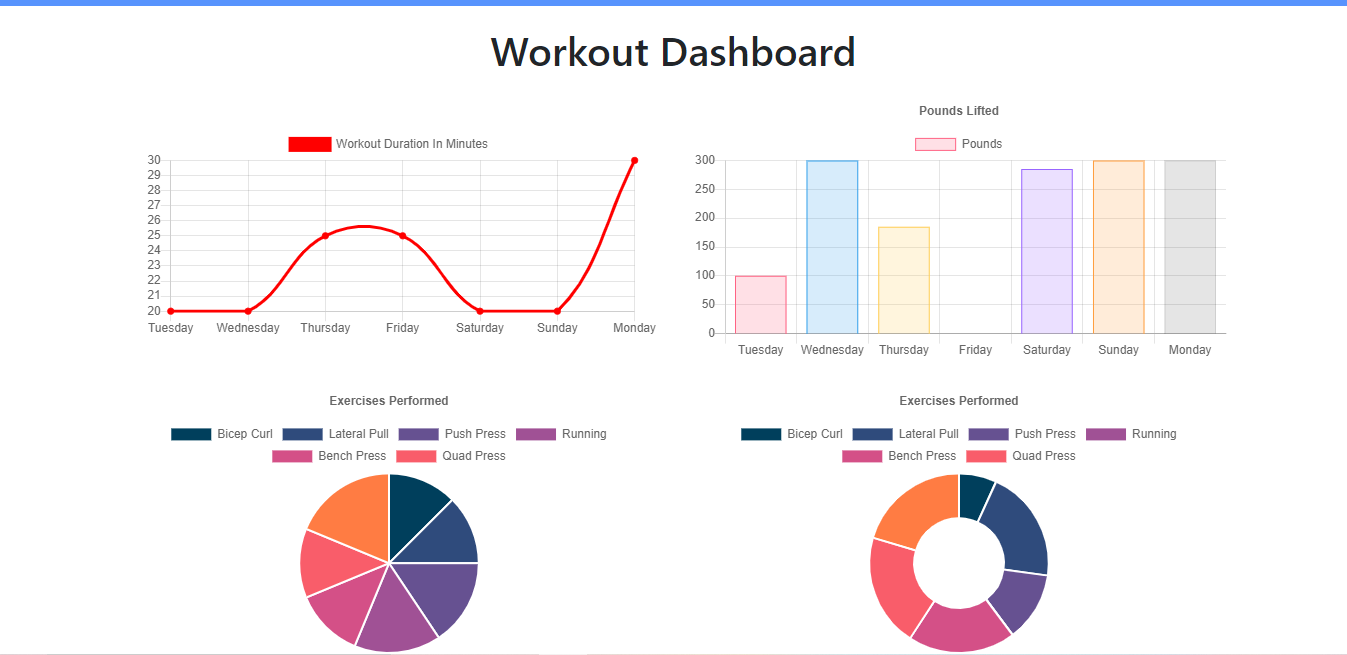 Workout Dashboard
Workout Duration In Minutes
30
29
28
27
26
25
24
23
22
21
20
Tuesday Wednesday Thursday Friday Saturday Sunday Monday
Pounds Lifted
Pounds
300
250
200
150
100
50
0
Tuesday Wednesday Thursday Friday Saturday Sunday Monday
Exercises Performed
Bicep Curl Lateral Pull Push Press Running
Bench Press Quad Press
Exercises Performed
Bicep Curl Lateral Pull Push Press Running
Bench Press Quad Press